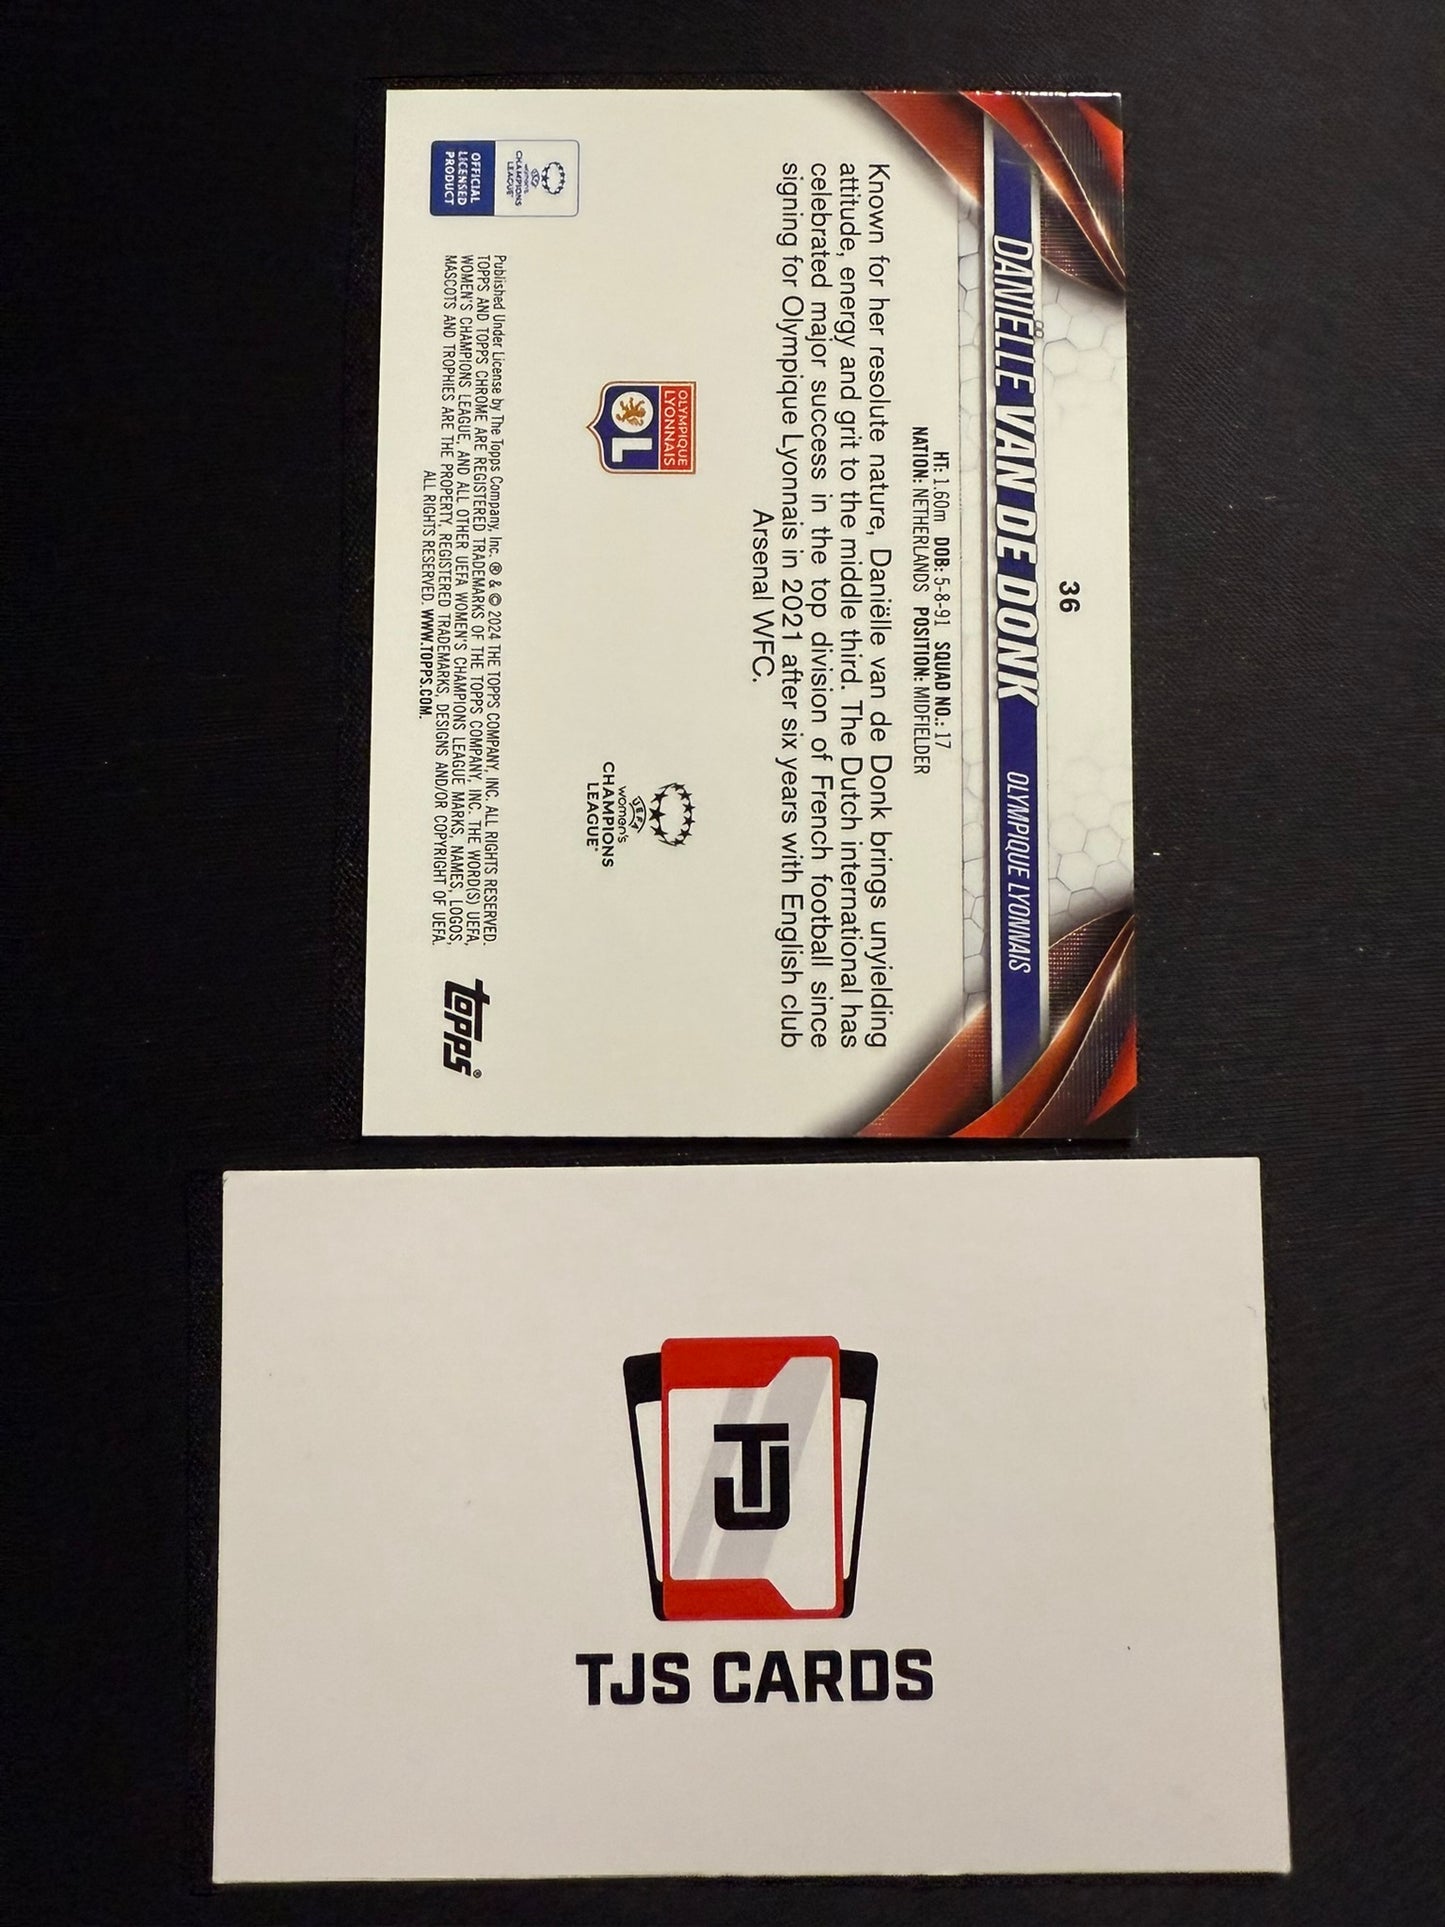 36
DANIËLLE VAN DE DONK OLYMPIQUE LYONNAIS
HT: 1.60m DOB: 5-8-91 SQUAD NO.: 17
NATION: NETHERLANDS POSITION: MIDFIELDER
Known for her resolute nature, Daniëlle van de Donk brings unyielding
attitude, energy and grit to the middle third. The Dutch international has
celebrated major success in the top division of French football since
signing for Olympique Lyonnais in 2021 after six years with English club
Arsenal WFC.
OLYMPIQUE
LYONNAIS
OL
UEFA
women's
CHAMPIONS
LEAGUE
UEFA
women's
CHAMPIONS
LEAGUE
OFFICIAL
LICENSED
PRODUCT
Published Under License by The Topps Company, Inc. ® & © 2024 THE TOPPS COMPANY, INC. ALL RIGHTS RESERVED.
TOPPS AND TOPPS CHROME ARE REGISTERED TRADEMARKS OF THE TOPPS COMPANY, INC. THE WORD(S) UEFA,
WOMEN'S CHAMPIONS LEAGUE, AND ALL OTHER UEFA WOMEN'S CHAMPIONS LEAGUE MARKS, NAMES, LOGOS,
MASCOTS AND TROPHIES ARE THE PROPERTY, REGISTERED TRADEMARKS, DESIGNS AND/OR COPYRIGHT OF UEFA.
ALL RIGHTS RESERVED. WWW.TOPPS.COM.
topps®
TJ
TJS CARDS